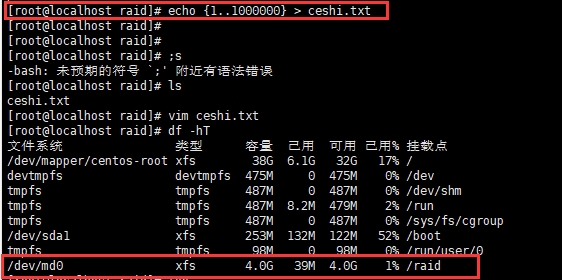 [root@localhost raid]# echo {1..1000000} > ceshi.txt
[root@localhost raid]#
[root@localhost raid]#
[root@localhost raid]# ;s
-bash: 未预期的符号 `;' 附近有语法错误
[root@localhost raid]# ls
ceshi.txt
[root@localhost raid]# vim ceshi.txt
[root@localhost raid]# df -hT
文件系统 类型 容量 已用 可用 已用% 挂载点
/dev/mapper/centos-root xfs 38G 6.1G 32G 17% /
devtmpfs devtmpfs 475M 0 475M 0% /dev
tmpfs tmpfs 487M 0 487M 0% /dev/shm
tmpfs tmpfs 487M 8.2M 479M 2% /run
tmpfs tmpfs 487M 0 487M 0% /sys/fs/cgroup
/dev/sda1 xfs 253M 132M 122M 52% /boot
tmpfs tmpfs 98M 0 98M 0% /run/user/0
/dev/md0 xfs 4.0G 39M 4.0G 1% /raid